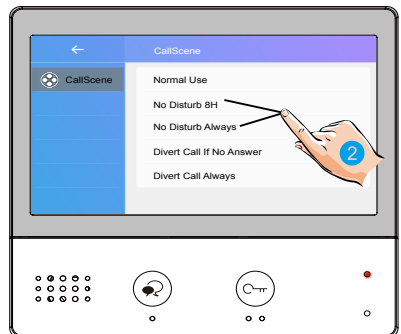 CallScene
CallScene
Normal Use
No Disturb 8H
No Disturb Always
Divert Call If No Answer
Divert Call Always
2